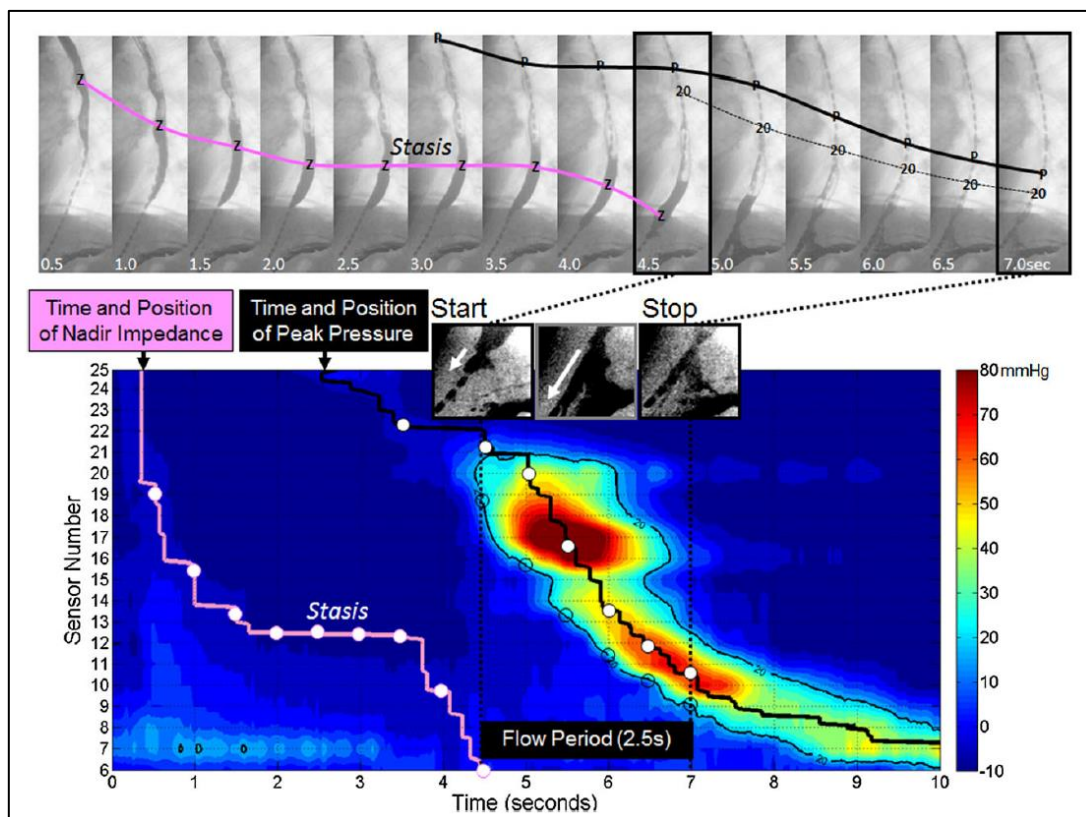 P P P P P P P P P
Z Z Z Z Z Z Z Z Z
20 20 20 20 20 20
Stasis
0.5 1.0 1.5 2.0 2.5 3.0 3.5 4.0 4.5 5.0 5.5 6.0 6.5 7.0sec
Time and Position
of Nadir Impedance
Time and Position
of Peak Pressure
Start
Stop
25
22
21
20
19
17
16
15
14
13
12
11
10
9
8
7
6
Sensor Number
Stasis
20
20
20
Flow Period (2.5s)
0 1 2 3 4 5 6 7 8 9 10
Time (seconds)
80 mmHg
70
60
50
40
30
20
10
0
-10